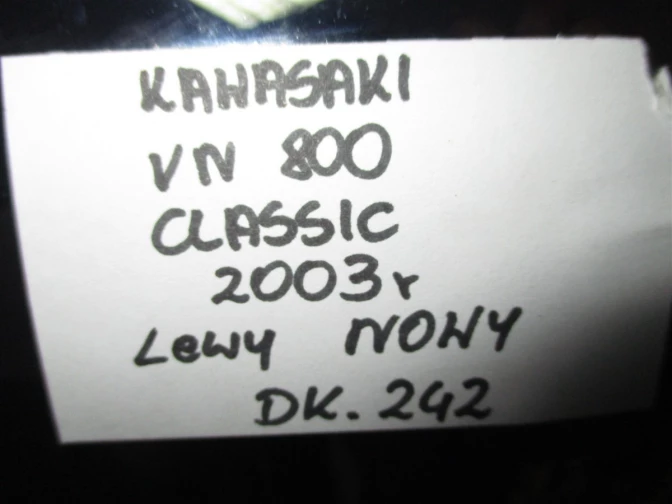 KAWASAKI
VN 800
CLASSIC
2003r
Lewy NOWY
DK. 242